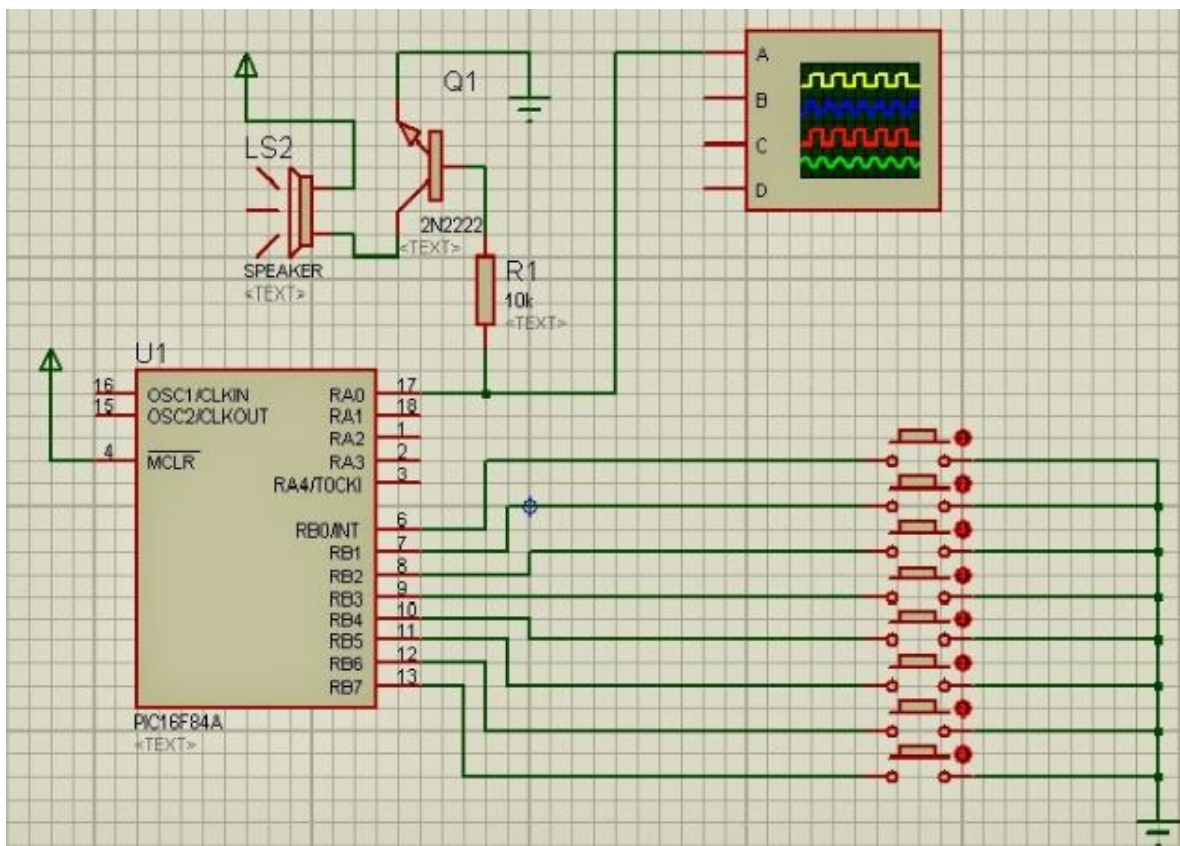 Q1
A
B
C
D
LS2
2N2222
<TEXT>
SPEAKER
<TEXT>
R1
10k
<TEXT>
U1
16 OSC1/CLKIN
15 OSC2/CLKOUT
4 MCLR
RA0 17
RA1 18
RA2 1
RA3 2
RA4/T0CKI 3
RB0/INT 6
RB1 7
RB2 8
RB3 9
RB4 10
RB5 11
RB6 12
RB7 13
PIC16F84A
<TEXT>